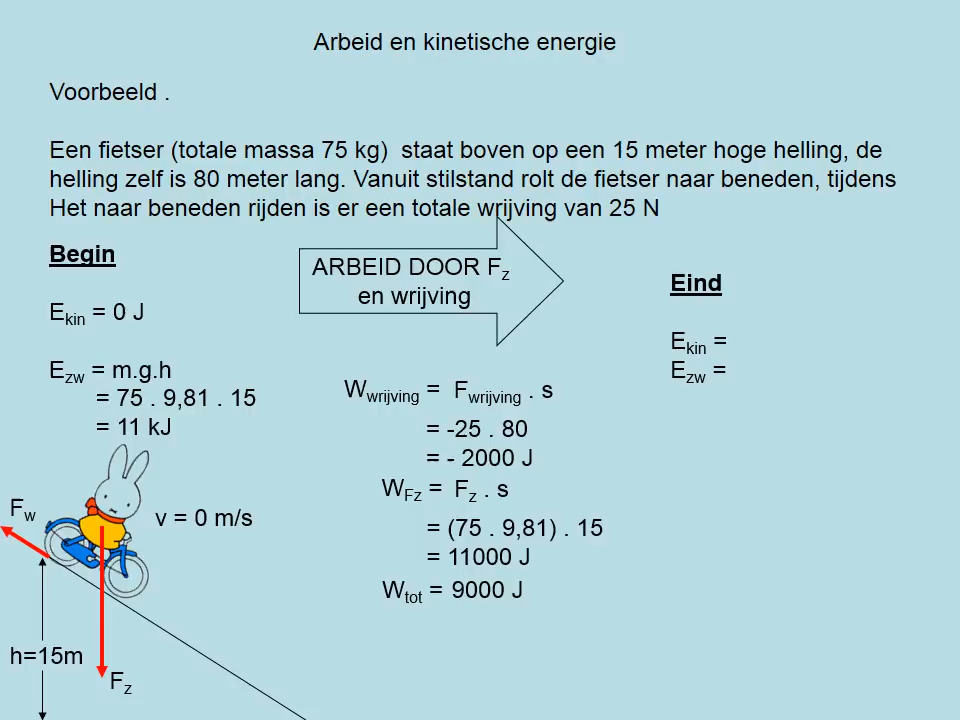 Arbeid en kinetische energie
Voorbeeld .
Een fietser (totale massa 75 kg)  staat boven op een 15 meter hoge helling, de
helling zelf is 80 meter lang. Vanuit stilstand rolt de fietser naar beneden, tijdens
Het naar beneden rijden is er een totale wrijving van 25 N
Begin
Ekin = 0 J
Ezw = m.g.h
= 75 . 9,81 . 15
= 11 kJ
v = 0 m/s
Fw
h=15m
Fz
ARBEID DOOR Fz
en wrijving
Wwrijving = Fwrijving . s
= -25 . 80
= - 2000 J
WFz = Fz . s
= (75 . 9,81) . 15
= 11000 J
Wtot = 9000 J
Eind
Ekin =
Ezw =